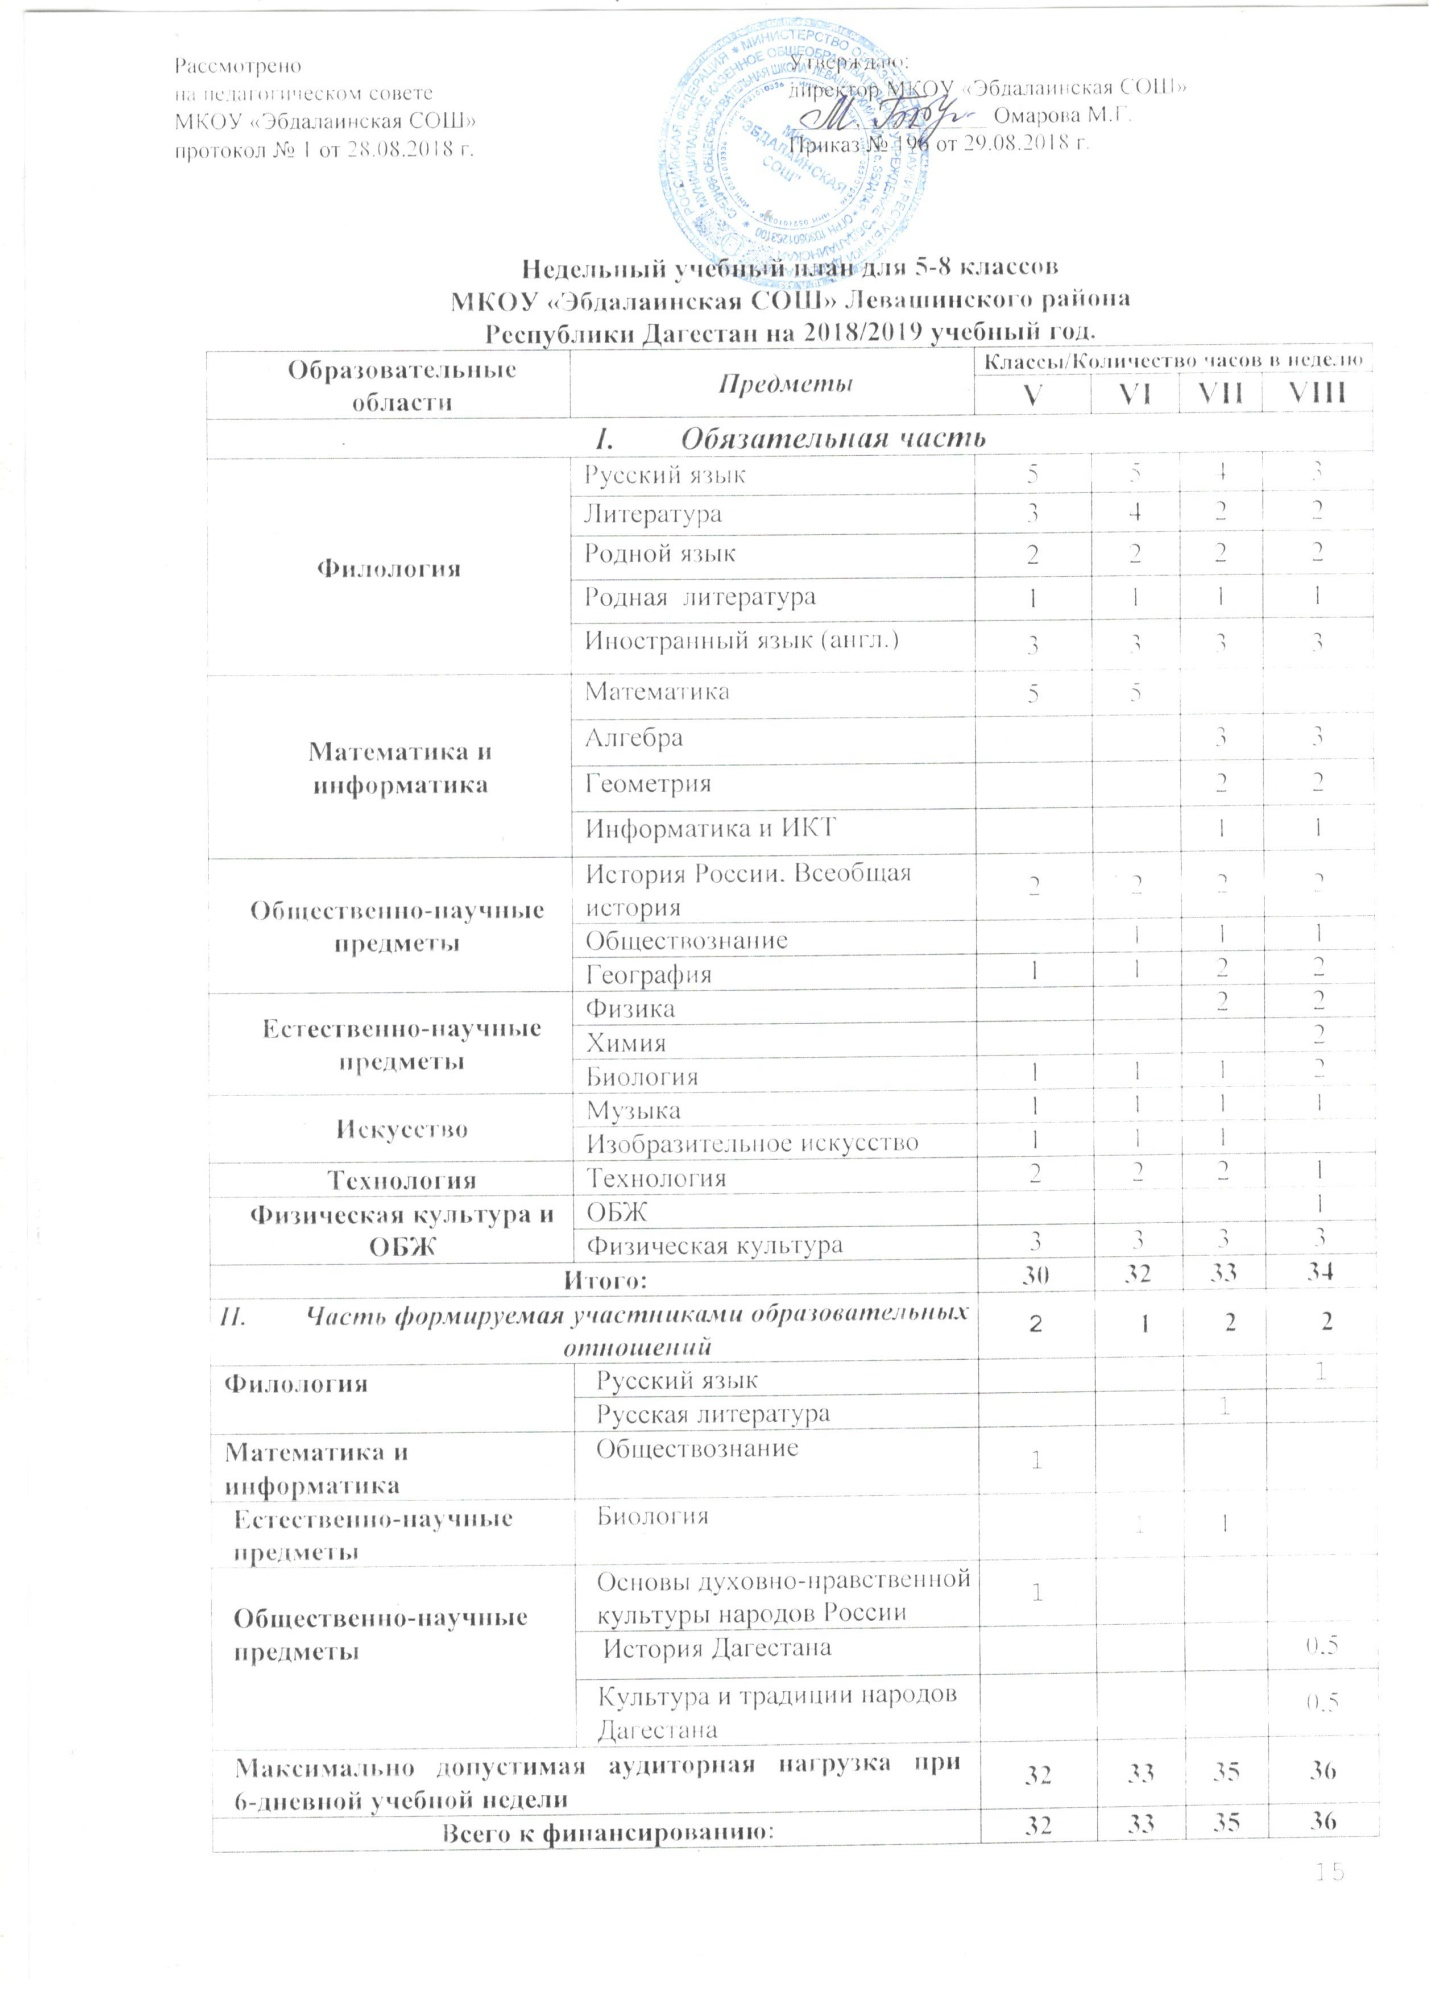 Рассмотрено
на педагогическом совете
МКОУ «Эбдалаинская СОШ»
протокол № 1 от 28.08.2018 г.
Утверждаю:
директор МКОУ «Эбдалаинская СОШ»
Омарова М.Г.
Приказ № 196 от 29.08.2018 г.
"ЭБДАЛАИНСКАЯ
СОШ"
Недельный учебный план для 5-8 классов
МКОУ «Эбдалаинская СОШ» Левашинского района
Республики Дагестан на 2018/2019 учебный год.
Образовательные области Предметы Классы/Количество часов в неделю
V VI VII VIII
I. Обязательная часть
Филология
Русский язык 5 5 4 3
Литература 3 4 2 2
Родной язык 2 2 2 2
Родная литература 1 1 1 1
Иностранный язык (англ.) 3 3 3 3
Математика и
информатика
Математика 5 5
Алгебра 3 3
Геометрия 2 2
Информатика и ИКТ 1 1
Общественно-научные
предметы
История России. Всеобщая
история 2 2 2 2
Обществознание 1 1 1
География 1 1 2 2
Естественно-научные
предметы
Физика 2 2
Химия 2
Биология 1 1 1 2
Искусство
Музыка 1 1 1 1
Изобразительное искусство 1 1 1
Технология Технология 2 2 2 1
Физическая культура и
ОБЖ
ОБЖ 1
Физическая культура 3 3 3 3
Итого: 30 32 33 34
II. Часть формируемая участниками образовательных
отношений 2 1 2 2
Филология Русский язык 1
Русская литература 1
Математика и
информатика
Обществознание 1
Естественно-научные
предметы
Биология 1 1
Общественно-научные
предметы
Основы духовно-нравственной
культуры народов России 1
История Дагестана 0.5
Культура и традиции народов
Дагестана 0.5
Максимально допустимая аудиторная нагрузка при
6-дневной учебной недели 32 33 35 36
Всего к финансированию: 32 33 35 36
15